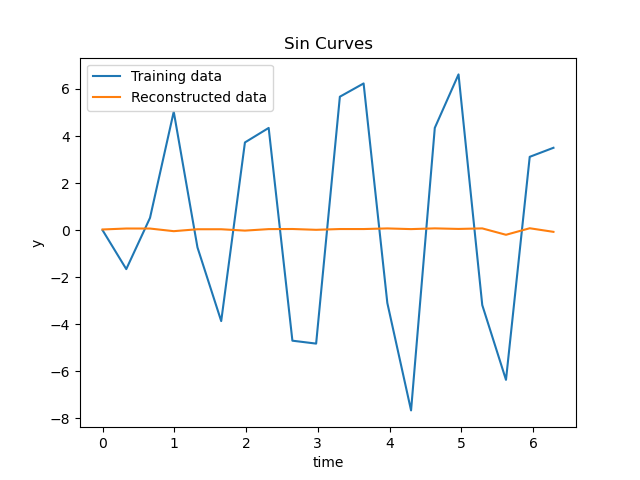 Sin Curves
Training data
Reconstructed data
6
4
2
0
−2
−4
−6
−8
y
0 1 2 3 4 5 6
time